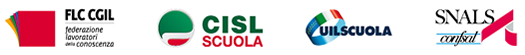 FLC CGIL
federazione
lavoratori
della conoscenza
CISL
SCUOLA
UILSCUOLA
SNALS
confsal